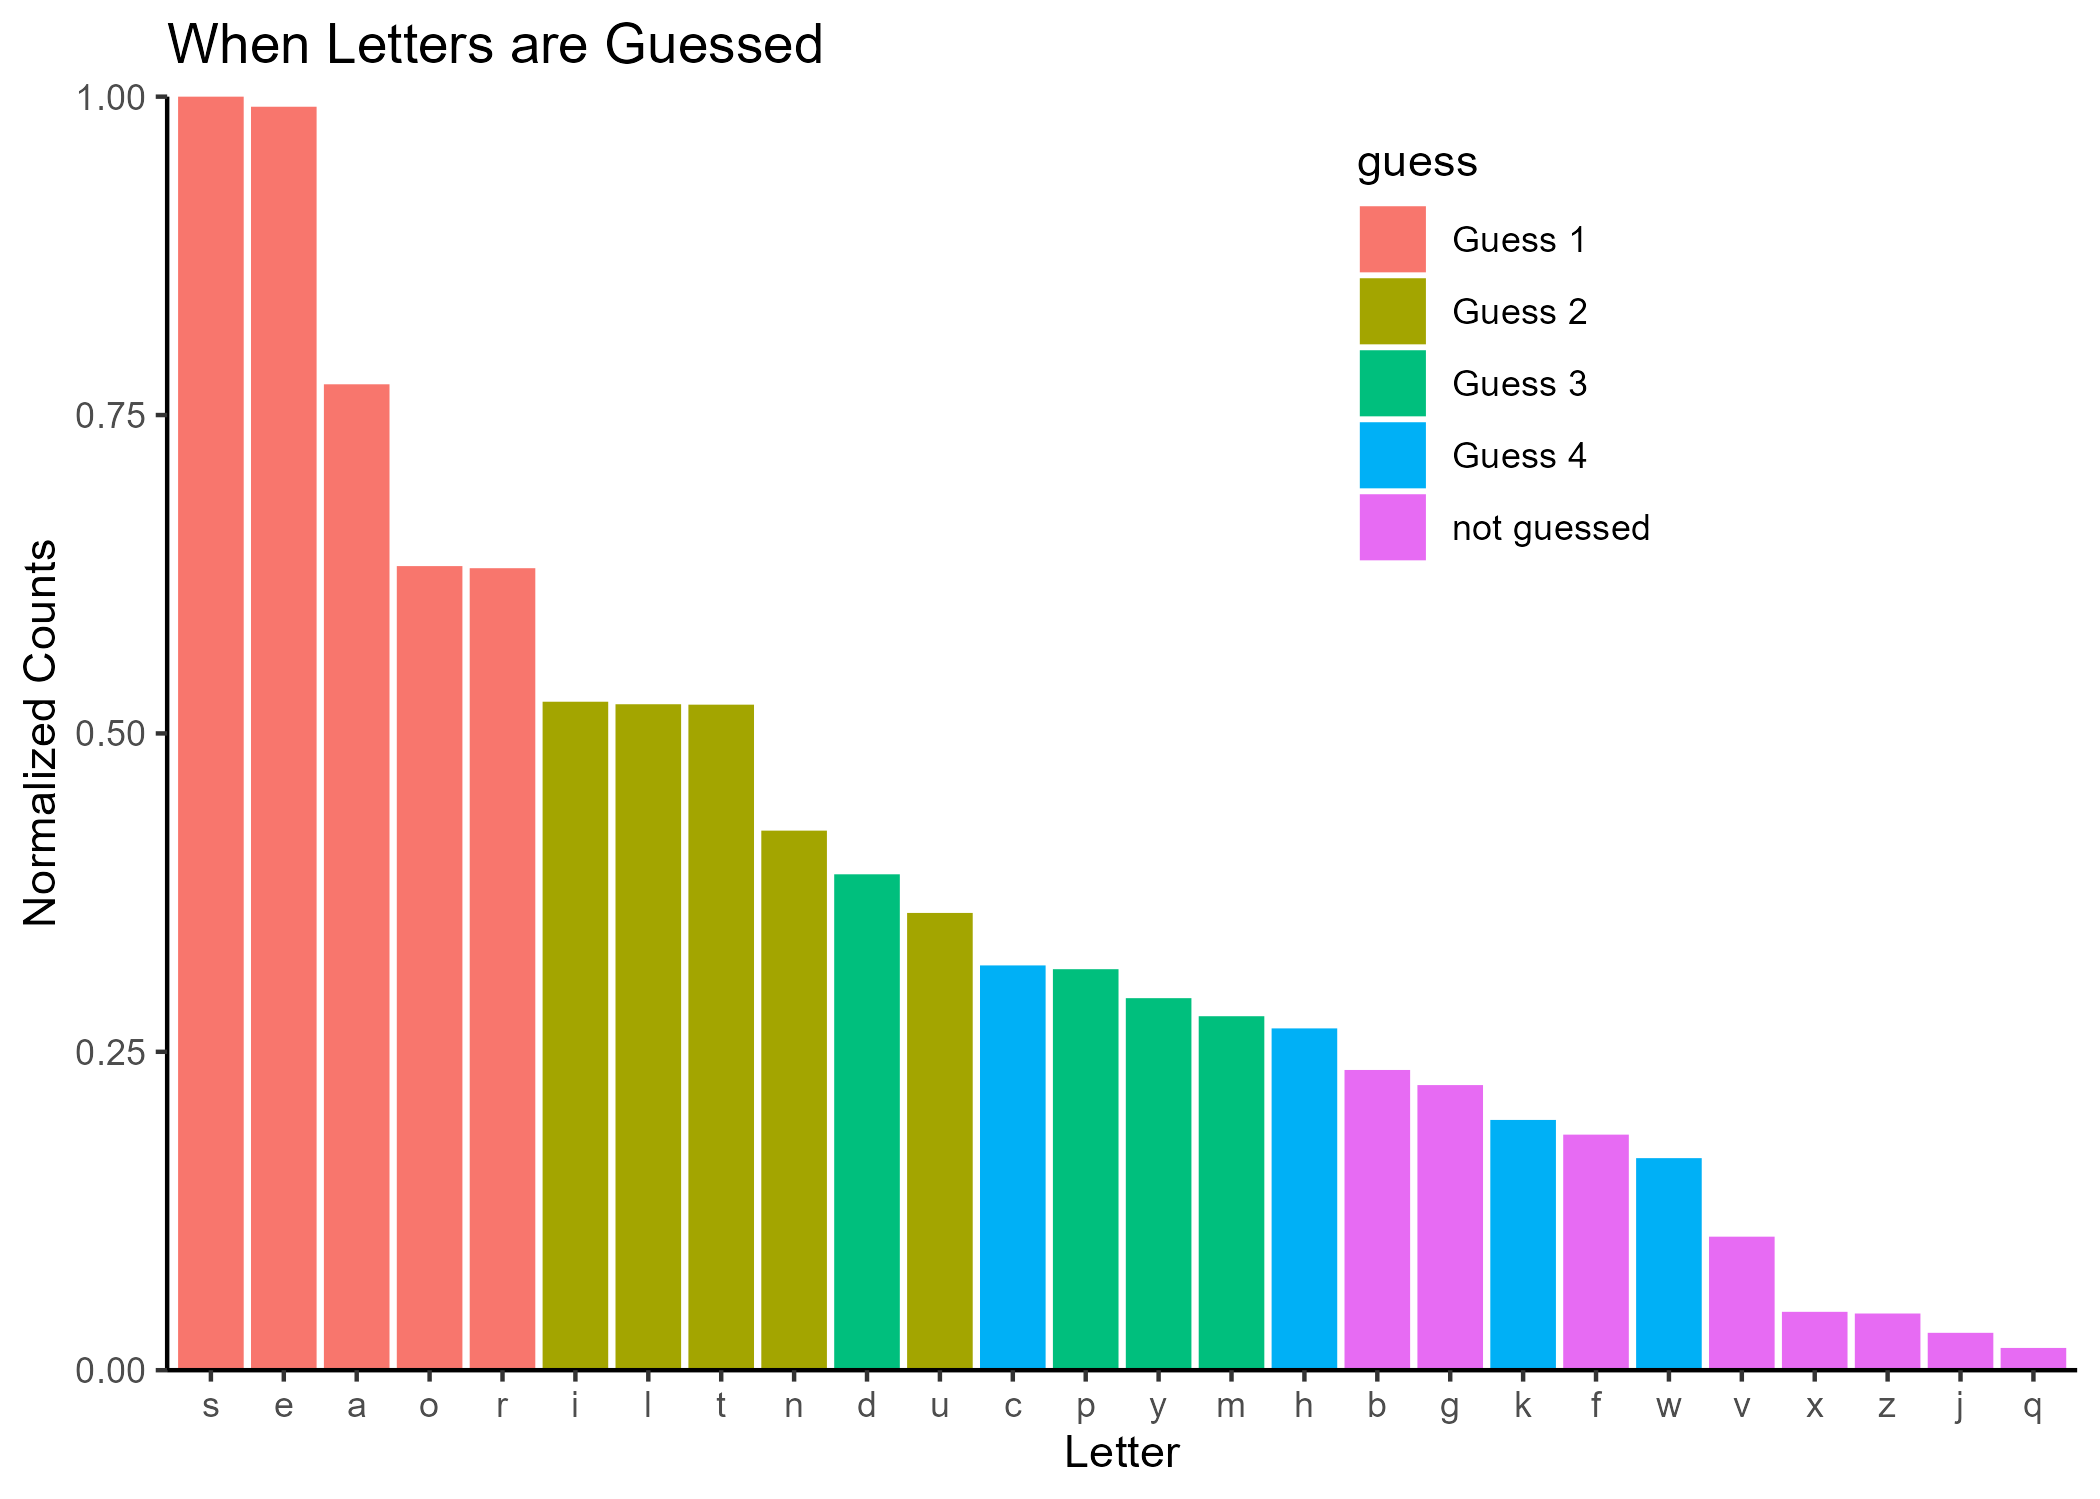 When Letters are Guessed
1.00
0.75
0.50
0.25
0.00
Normalized Counts
guess
Guess 1
Guess 2
Guess 3
Guess 4
not guessed
s e a o r i l t n d u c p y m h b g k f w v x z j q
Letter